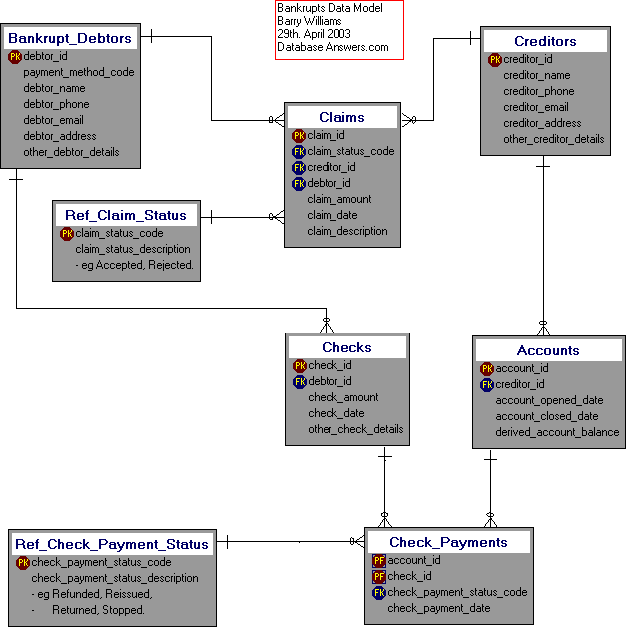 Bankrupts Data Model
Barry Williams
29th. April 2003
Database Answers.com
Bankrupt_Debtors
PK debtor_id
payment_method_code
debtor_name
debtor_phone
debtor_email
debtor_address
other_debtor_details
Creditors
PK creditor_id
creditor_name
creditor_phone
creditor_email
creditor_address
other_creditor_details
Claims
PK claim_id
FK claim_status_code
FK creditor_id
FK debtor_id
claim_amount
claim_date
claim_description
Ref_Claim_Status
PK claim_status_code
claim_status_description
- eg Accepted, Rejected.
Checks
PK check_id
FK debtor_id
check_amount
check_date
other_check_details
Accounts
PK account_id
FK creditor_id
account_opened_date
account_closed_date
derived_account_balance
Ref_Check_Payment_Status
PK check_payment_status_code
check_payment_status_description
- eg Refunded, Reissued,
- Returned, Stopped.
Check_Payments
PF account_id
PF check_id
FK check_payment_status_code
check_payment_date